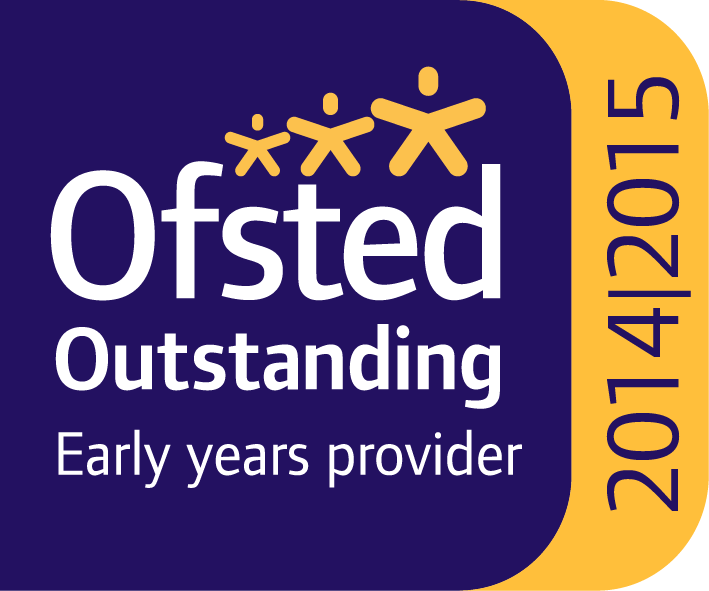 Ofsted
Outstanding
Early years provider
2014|2015